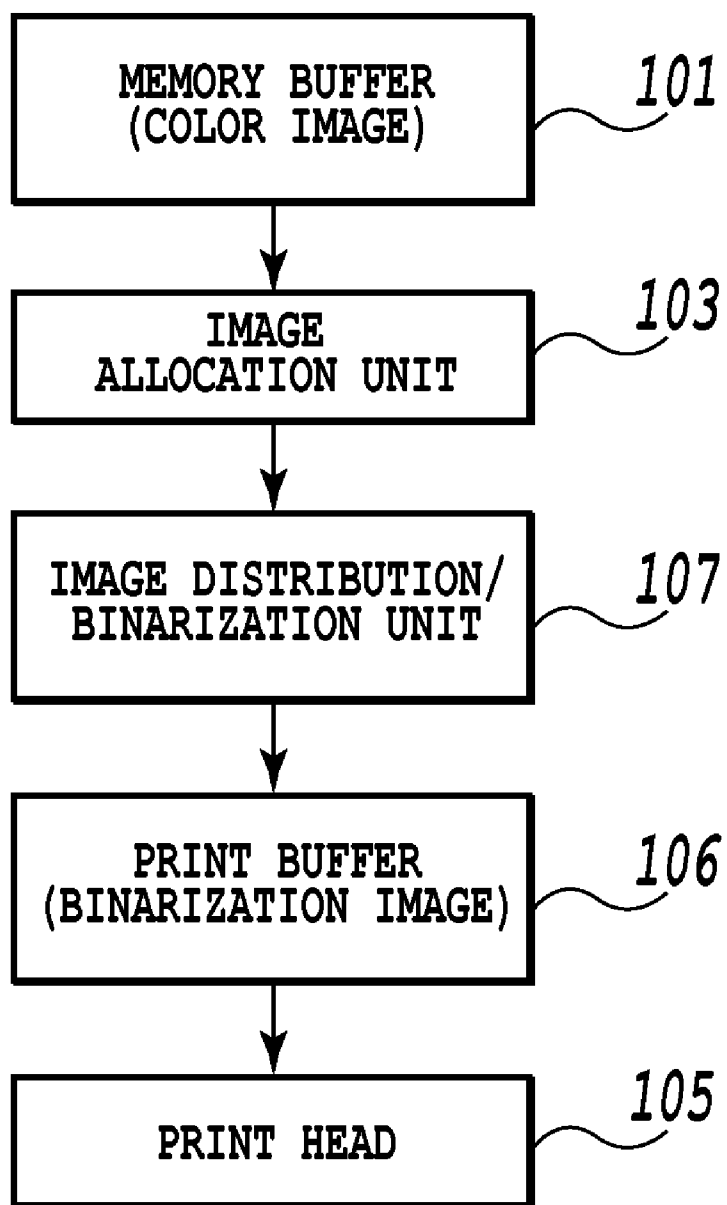 MEMORY BUFFER
(COLOR IMAGE)
101
IMAGE
ALLOCATION UNIT
103
IMAGE DISTRIBUTION/
BINARIZATION UNIT
107
PRINT BUFFER
(BINARIZATION IMAGE)
106
PRINT HEAD
105